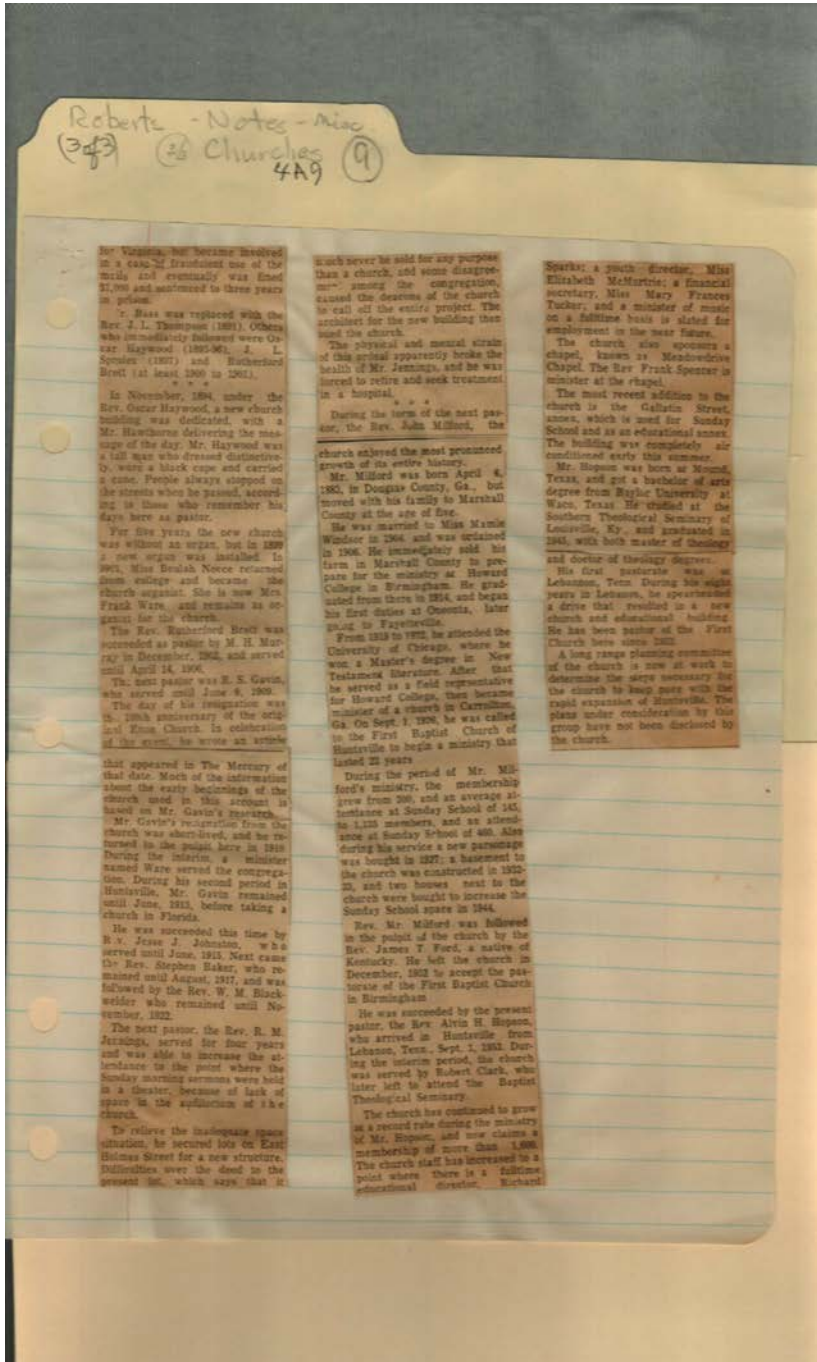 Roberts - Notes - Misc
(3 of 3) Churches 9
4A9
for Virginia, but became involved
in a case of fraudulent use of the
mails and eventually was fined
$1,000 and sentenced to three years
in prison.
Bass was replaced with the
Rev. J. L. Thompson (1891). Others
who immediately followed were Os-
car Haywood J. L.
(1897) and Rutherford
Brett (at least 1900 to 1901).
* * *
In November, 1894, under the
Rev. Oscar Haywood, a new church
building was dedicated, with a
Mr. Hawthorne delivering the mes-
sage of the day. Mr. Haywood was
a tall man who dressed distinctive-
ly, wore a black cape and carried
a cane. People always stopped on
the streets when he passed, accord-
ing to those who remember his
days here as pastor.
For five years the new church
was without an organ, but in 1899
a new organ was installed. In
1901, Miss Beulah Neece returned
from college and became the
church organist. She is now Mrs.
Frank Ware, and remains as or-
ganist for the church.
The Rev. Rutherford Brett was
succeeded as pastor by M. H. Mur-
ray in December, 1902, and served
until April 14, 1906.
The next pastor was R. S. Gavin,
who served until June 6, 1909.
The day of his resignation was
the 100th anniversary of the orig-
inal Enon Church. In celebration
of the event, he wrote an article
that appeared in The Mercury of
that date. Much of the information
about the early beginnings of the
church used in this account is
based on Mr. Gavin's research.
Mr. Gavin's resignation from the
church was short-lived, and he re-
turned to the pulpit here in
During the interim, a minister
named Ware served the congrega-
tion. During his second period in
Huntsville, Mr. Gavin remained
until June, 1913, before taking a
church in Florida.
He was succeeded this time by
Rev. Jesse J. Johnston, who
served until June, 1915. Next came
the Rev. Stephen Baker, who re-
mained until August, 1917, and was
followed by the Rev. W. M. Black-
welder who remained until No-
vember, 1922.
The next pastor, the Rev. R. M.
Jennings, served for four years
and was able to increase the at-
tendance to the point where the
Sunday morning sermons were held
in a theater, because of lack of
space in the auditorium of the
church.
To relieve the inadequate space
situation, he secured lots on East
Holmes Street for a new structure.
Difficulties over the deed to the
present lot, which says that it
much never be sold for any purpose
than a church, and some disagree-
ment among the congregation,
caused the deacons of the church
to call off the entire project. The
architect for the new building then
sued the church.
The physical and mental strain
of this ordeal apparently broke the
health of Mr. Jennings, and he was
forced to retire and seek treatment
in a hospital.
* * *
During the term of the next pas-
tor, the Rev. John Milford, the
church enjoyed the most pronounced
growth of its entire history.
Mr. Milford was born April 4,
1883, in Douglas County, Ga., but
moved with his family to Marshall
County at the age of five.
He was married to Miss Mamie
Windsor in 1904 and was ordained
in 1906. He immediately sold his
farm in Marshall County to pre-
pare for the ministry at Howard
College in Birmingham. He grad-
uated from there in 1914, and began
his first duties at Oneonta, later
going to Fayetteville.
From 1919 to 1922, he attended the
University of Chicago, where he
won a Master's degree in New
Testament literature. After that
he served as a field representative
for Howard College, then became
minister of a church in Carrollton,
Ga. On Sept. 1, 1926, he was called
to the First Baptist Church of
Huntsville to begin a ministry that
lasted 22 years
During the period of Mr. Mil-
ford's ministry, the membership
grew from 300, and an average at-
tendance at Sunday School of 145,
to 1,125 members, and an attend-
ance at Sunday School of 400. Also
during his service a new parsonage
was bought in 1927; a basement to
the church was constructed in 1932-
33, and two houses next to the
church were bought to increase the
Sunday School space in 1944.
Rev. Mr. Milford was followed
in the pulpit of the church by the
Rev. James T. Ford, a native of
Kentucky. He left the church in
December, 1952 to accept the pas-
torate of the First Baptist Church
in Birmingham
He was succeeded by the present
pastor, the Rev. Alvin H. Hopson,
who arrived in Huntsville from
Lebanon, Tenn., Sept. 1, 1953. Dur-
ing the interim period, the church
was served by Robert Clark, who
later left to attend the Baptist
Theological Seminary.
The church has continued to grow
at a record rate during the ministry
of Mr. Hopson, and now claims a
membership of more than 1,600.
The church staff has increased to a
point where there is a fulltime
educational director, Richard
Sparks; a youth director, Miss
Elizabeth McMurtrie; a financial
secretary, Miss Mary Frances
Tucker; and a minister of music
on a fulltime basis is slated for
employment in the near future.
The church also sponsors a
chapel, known as Meadowdrive
Chapel. The Rev Frank Spencer is
minister at the chapel.
The most recent addition to the
church is the Gallatin Street,
annex, which is used for Sunday
School and as an educational annex.
The building was completely air
conditioned early this summer.
Mr. Hopson was born at Mound,
Texas, and got a bachelor of arts
degree from Baylor University at
Waco, Texas. He studied at the
Southern Theological Seminary of
Louisville, Ky., and graduated in
1945, with both master of theology
and doctor of theology degrees.
His first pastorate was at
Lebanon, Tenn. During his eight
years in Lebanon, he spearheaded
a drive that resulted in a new
church and educational building.
He has been pastor of the First
Church here since 1953.
A long range planning committee
of the church is now at work to
determine the steps necessary for
the church to keep pace with the
rapid expansion of Huntsville. The
plans under consideration by this
group have not been disclosed by
the church.